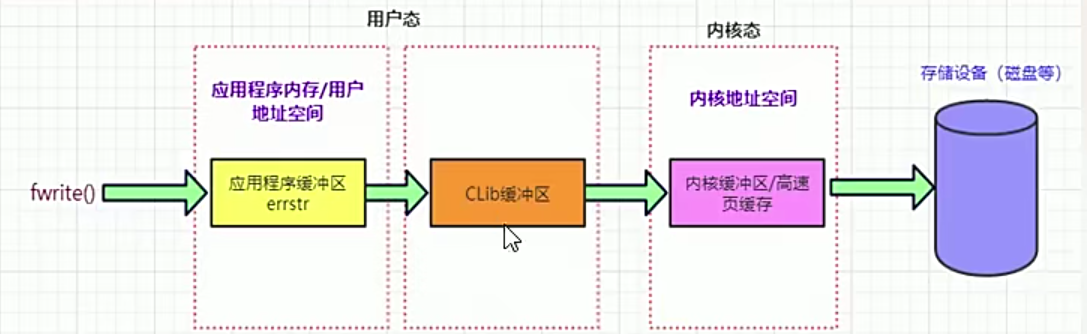 用户态
内核态
存储设备（磁盘等）
应用程序内存/用户
地址空间
内核地址空间
fwrite()
应用程序缓冲区
errstr
CLib缓冲区
内核缓冲区/高速
页缓存